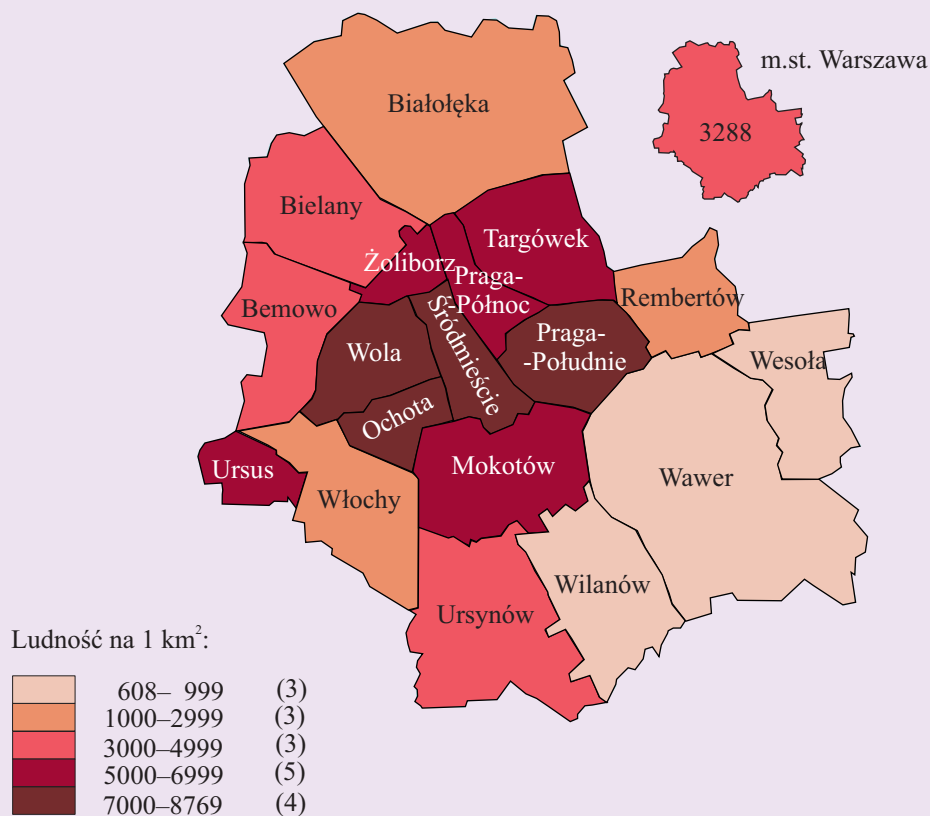 m.st. Warszawa
3288
Białołęka
Bielany
Targówek
Żoliborz
Praga-
-Północ
Rembertów
Bemowo
Śródmieście
Praga-
-Południe
Wola
Wesoła
Ochota
Ursus
Mokotów
Wawer
Włochy
Wilanów
Ursynów
Ludność na 1 km²:
608– 999 (3)
1000–2999 (3)
3000–4999 (3)
5000–6999 (5)
7000–8769 (4)